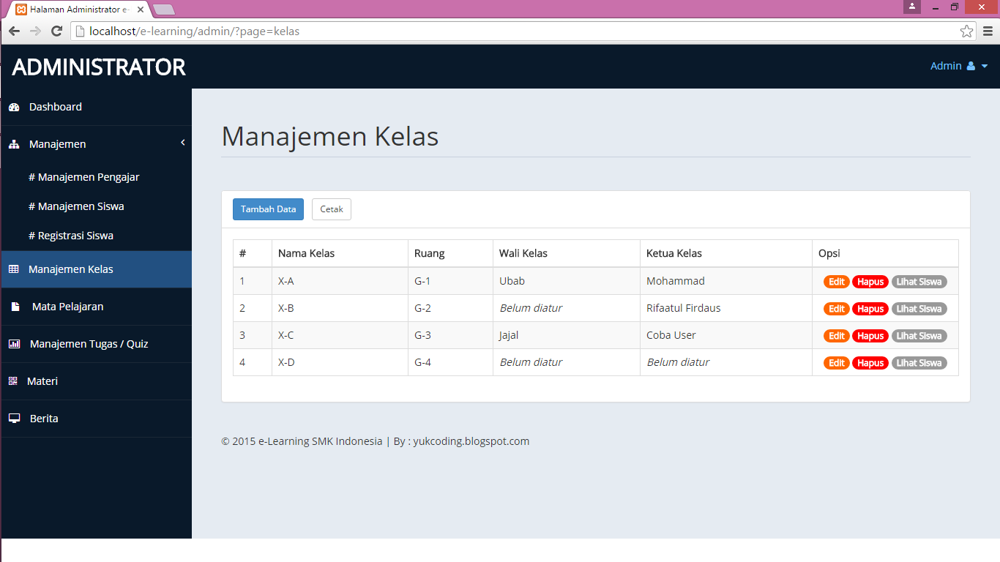 Halaman Administrator e-
localhost/e-learning/admin/?page=kelas
ADMINISTRATOR
Admin
Dashboard
Manajemen
# Manajemen Pengajar
# Manajemen Siswa
# Registrasi Siswa
Manajemen Kelas
Mata Pelajaran
Manajemen Tugas / Quiz
Materi
Berita
Manajemen Kelas
Tambah Data Cetak
# Nama Kelas Ruang Wali Kelas Ketua Kelas Opsi
1 X-A G-1 Ubab Mohammad Edit Hapus Lihat Siswa
2 X-B G-2 Belum diatur Rifaatul Firdaus Edit Hapus Lihat Siswa
3 X-C G-3 Jajal Coba User Edit Hapus Lihat Siswa
4 X-D G-4 Belum diatur Belum diatur Edit Hapus Lihat Siswa
© 2015 e-Learning SMK Indonesia | By : yukcoding.blogspot.com